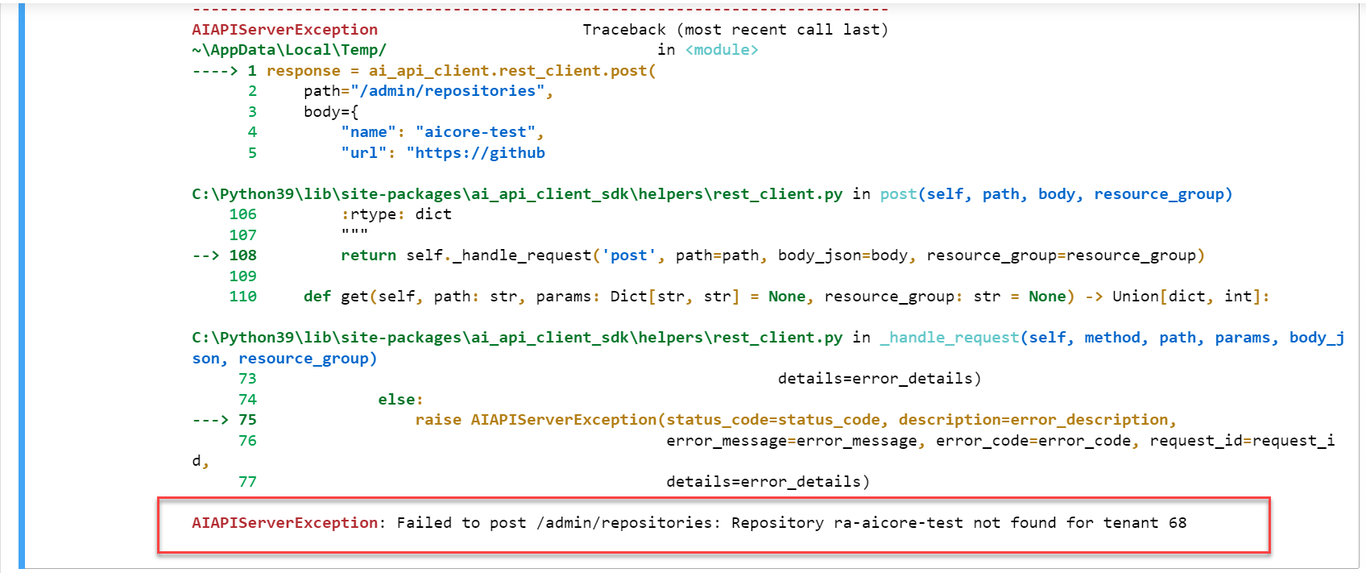 ---------------------------------------------------------------------------
AIAPIServerException                      Traceback (most recent call last)
~\AppData\Local\Temp/                             in <module>
----> 1 response = ai_api_client.rest_client.post(
      2     path="/admin/repositories",
      3     body={
      4         "name": "aicore-test",
      5         "url": "https://github
C:\Python39\lib\site-packages\ai_api_client_sdk\helpers\rest_client.py in post(self, path, body, resource_group)
    106         :rtype: dict
    107         """
--> 108         return self._handle_request('post', path=path, body_json=body, resource_group=resource_group)
    109
    110     def get(self, path: str, params: Dict[str, str] = None, resource_group: str = None) -> Union[dict, int]:
C:\Python39\lib\site-packages\ai_api_client_sdk\helpers\rest_client.py in _handle_request(self, method, path, params, body_j
son, resource_group)
     73                                                         details=error_details)
     74             else:
---> 75                 raise AIAPIServerException(status_code=status_code, description=error_description,
     76                                            error_message=error_message, error_code=error_code, request_id=request_i
d,
     77                                            details=error_details)
AIAPIServerException: Failed to post /admin/repositories: Repository ra-aicore-test not found for tenant 68